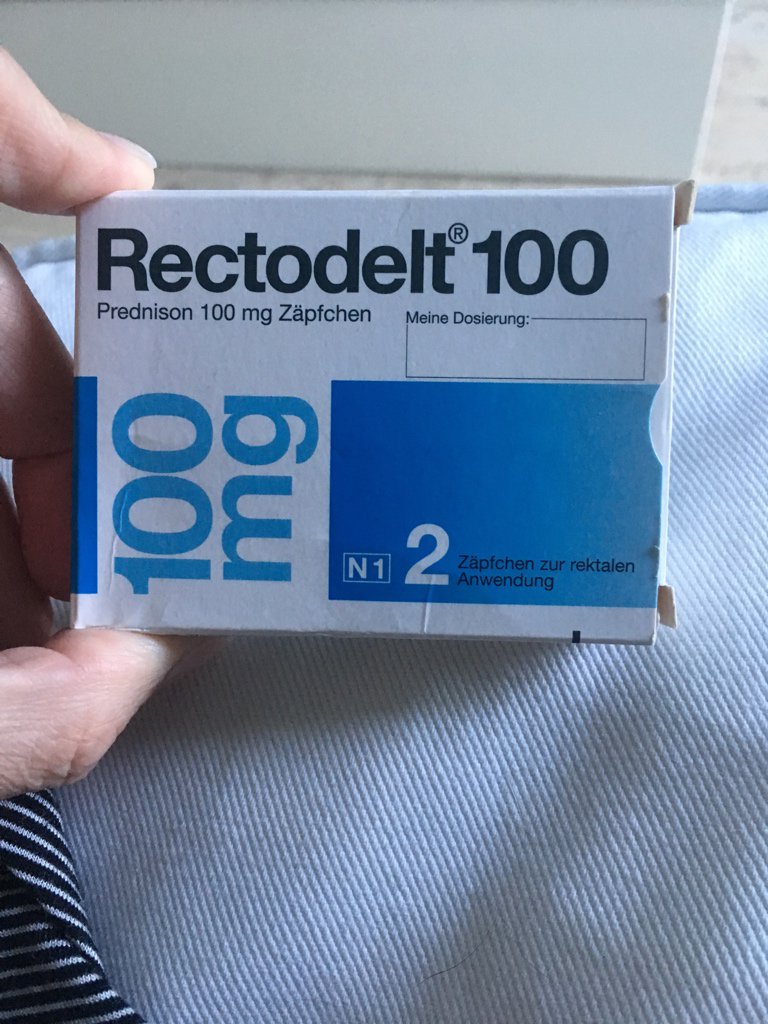 Rectodelt® 100
Prednison 100 mg Zäpfchen
Meine Dosierung:
100
mg
N1 2 Zäpfchen zur rektalen
Anwendung